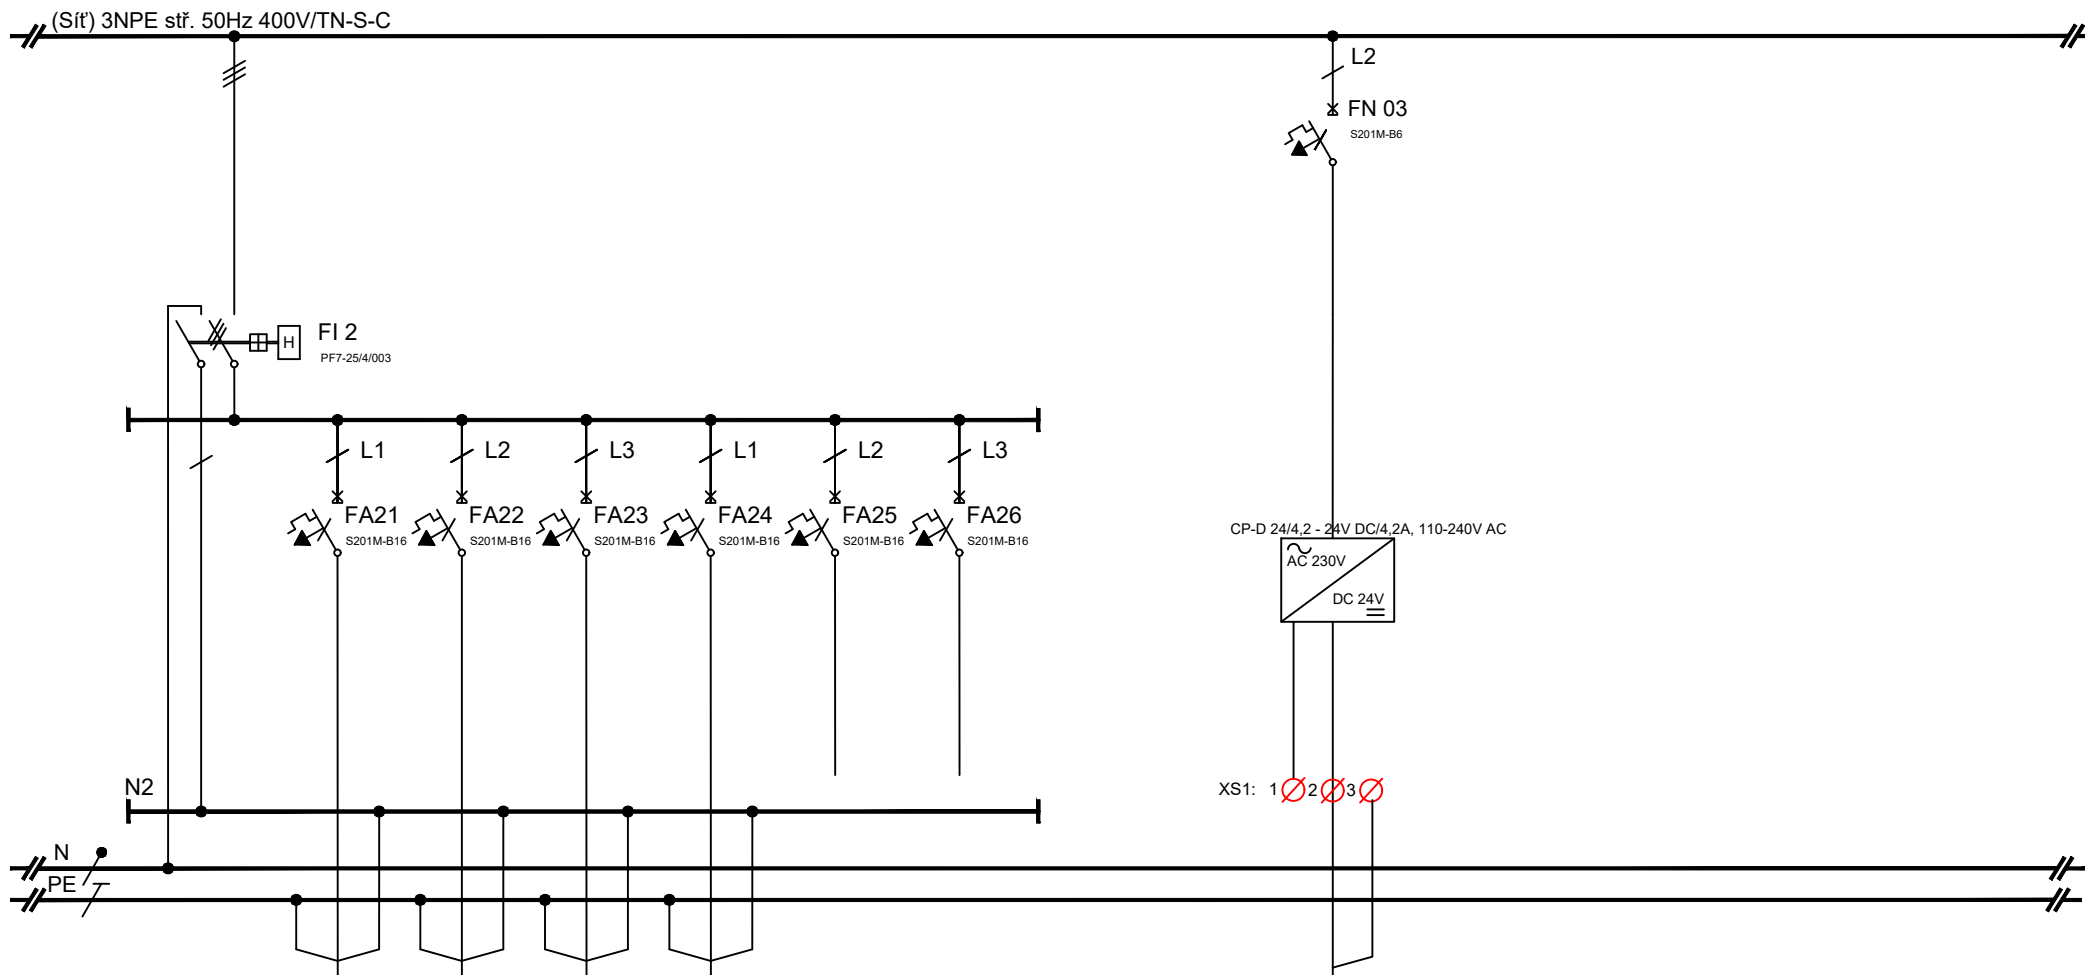 (Síť) 3NPE stř. 50Hz 400V/TN-S-C
L2
FN 03
S201M-B6
FI 2
H
PF7-25/4/003
L1 L2 L3 L1 L2 L3
FA21 FA22 FA23 FA24 FA25 FA26
S201M-B16 S201M-B16 S201M-B16 S201M-B16 S201M-B16 S201M-B16
CP-D 24/4,2 - 24V DC/4,2A, 110-240V AC
AC 230V
DC 24V
N2
XS1: 1 2 3
N
PE